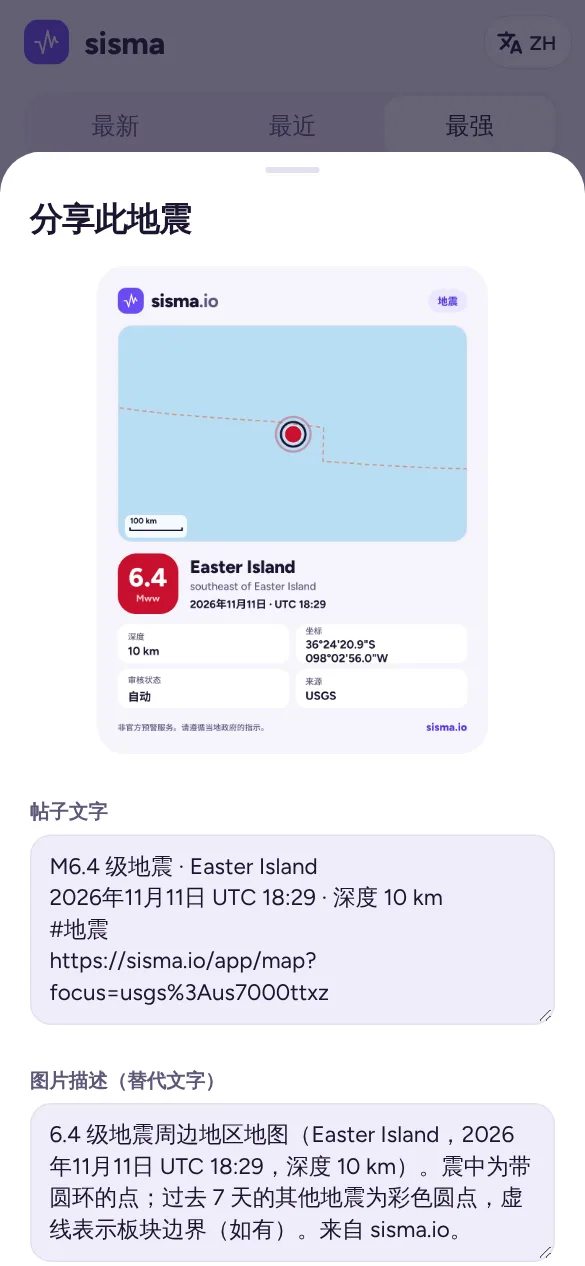 sisma
ZH
最新
最近
最强
分享此地震
sisma.io
地震
100 km
6.4
Mww
Easter Island
southeast of Easter Island
2026年11月11日 · UTC 18:29
深度
10 km
坐标
36°24'20.9"S
098°02'56.0"W
审核状态
自动
来源
USGS
非官方预警服务。请遵循当地政府的指示。
sisma.io
帖子文字
M6.4 级地震 · Easter Island
2026年11月11日 UTC 18:29 · 深度 10 km
#地震
https://sisma.io/app/map?
focus=usgs%3Aus7000ttxz
图片描述（替代文字）
6.4 级地震周边地区地图（Easter Island，2026
年11月11日 UTC 18:29，深度 10 km）。震中为带
圆环的点；过去 7 天的其他地震为彩色圆点，虚
线表示板块边界（如有）。来自 sisma.io。